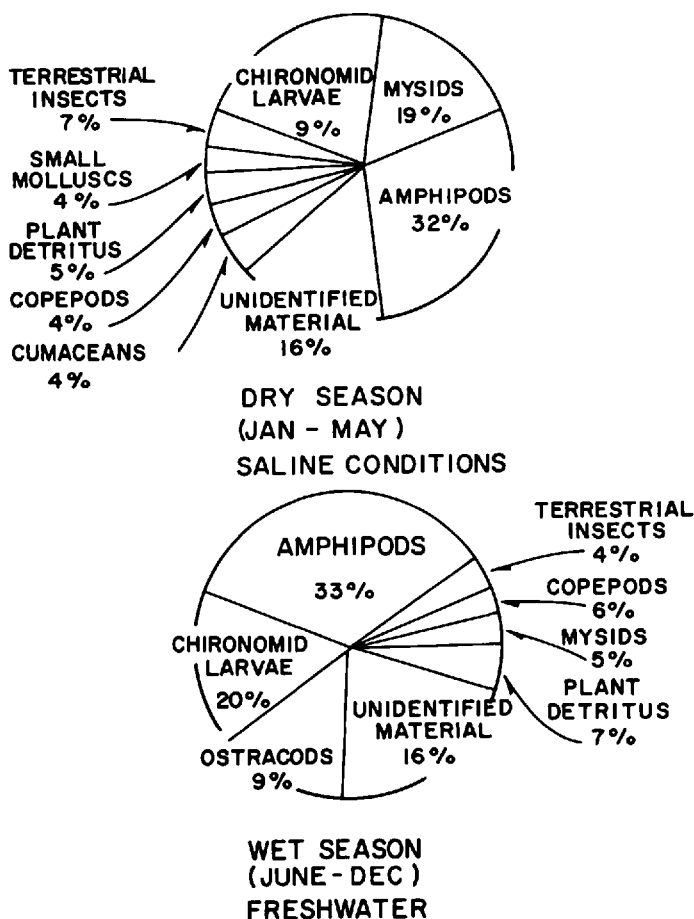 TERRESTRIAL
INSECTS
7%
SMALL
MOLLUSCS
4%
PLANT
DETRITUS
5%
COPEPODS
4%
CUMACEANS
4%
CHIRONOMID
LARVAE
9%
MYSIDS
19%
AMPHIPODS
32%
UNIDENTIFIED
MATERIAL
16%
DRY SEASON
(JAN - MAY)
SALINE CONDITIONS
AMPHIPODS
33%
TERRESTRIAL
INSECTS
4%
COPEPODS
6%
MYSIDS
5%
PLANT
DETRITUS
7%
CHIRONOMID
LARVAE
20%
OSTRACODS
9%
UNIDENTIFIED
MATERIAL
16%
WET SEASON
(JUNE-DEC)
FRESHWATER